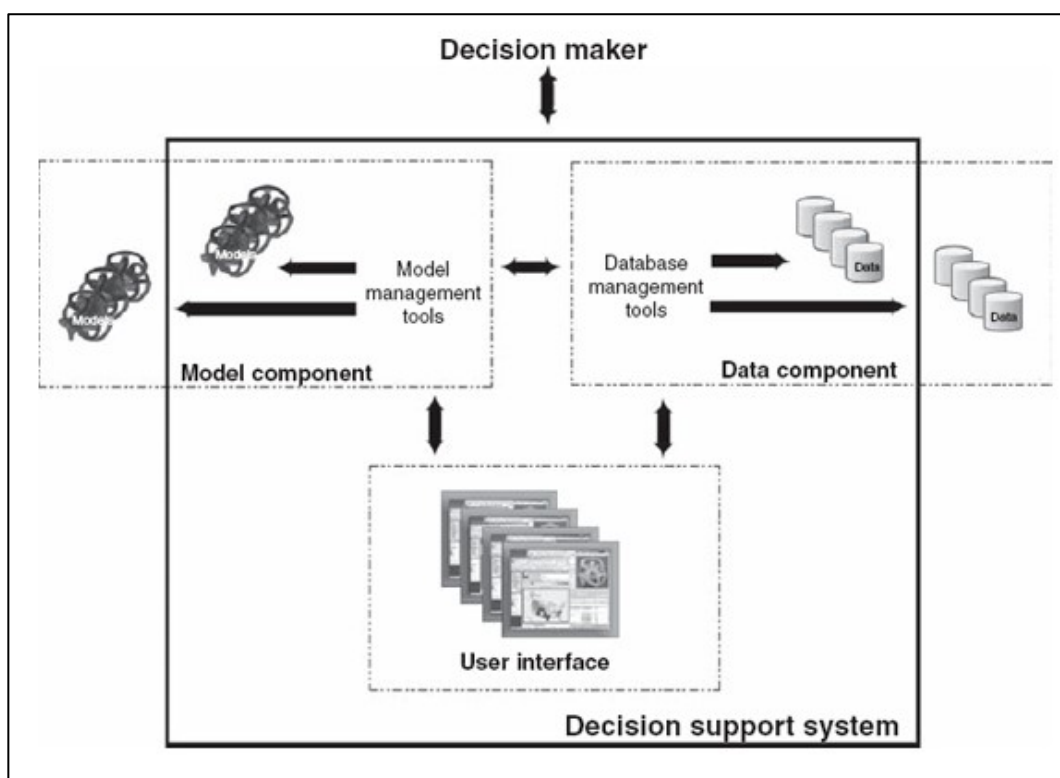 Decision maker
Models
Models
Model
management
tools
Database
management
tools
Data
Data
Model component
Data component
User interface
Decision support system